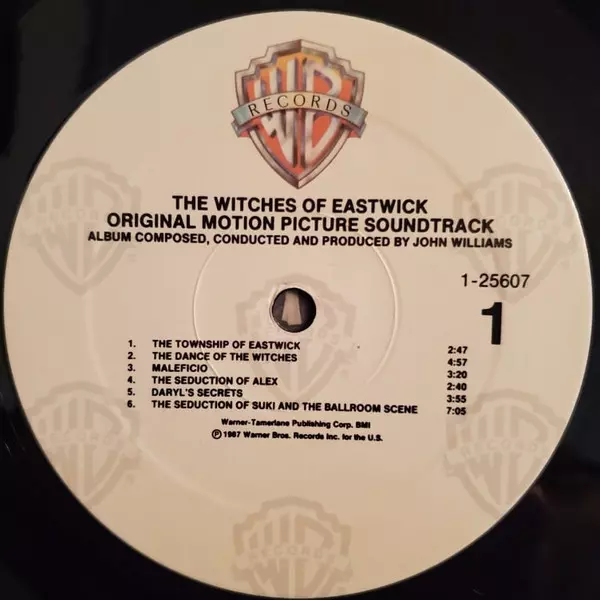 WB
RECORDS
THE WITCHES OF EASTWICK
ORIGINAL MOTION PICTURE SOUNDTRACK
ALBUM COMPOSED, CONDUCTED AND PRODUCED BY JOHN WILLIAMS
1-25607
1
1. THE TOWNSHIP OF EASTWICK 2:47
2. THE DANCE OF THE WITCHES 4:57
3. MALEFICIO 3:20
4. THE SEDUCTION OF ALEX 2:40
5. DARYL'S SECRETS 3:55
6. THE SEDUCTION OF SUKI AND THE BALLROOM SCENE 7:05
Warner-Tamerlane Publishing Corp. BMI
℗ 1987 Warner Bros. Records Inc. for the U.S.